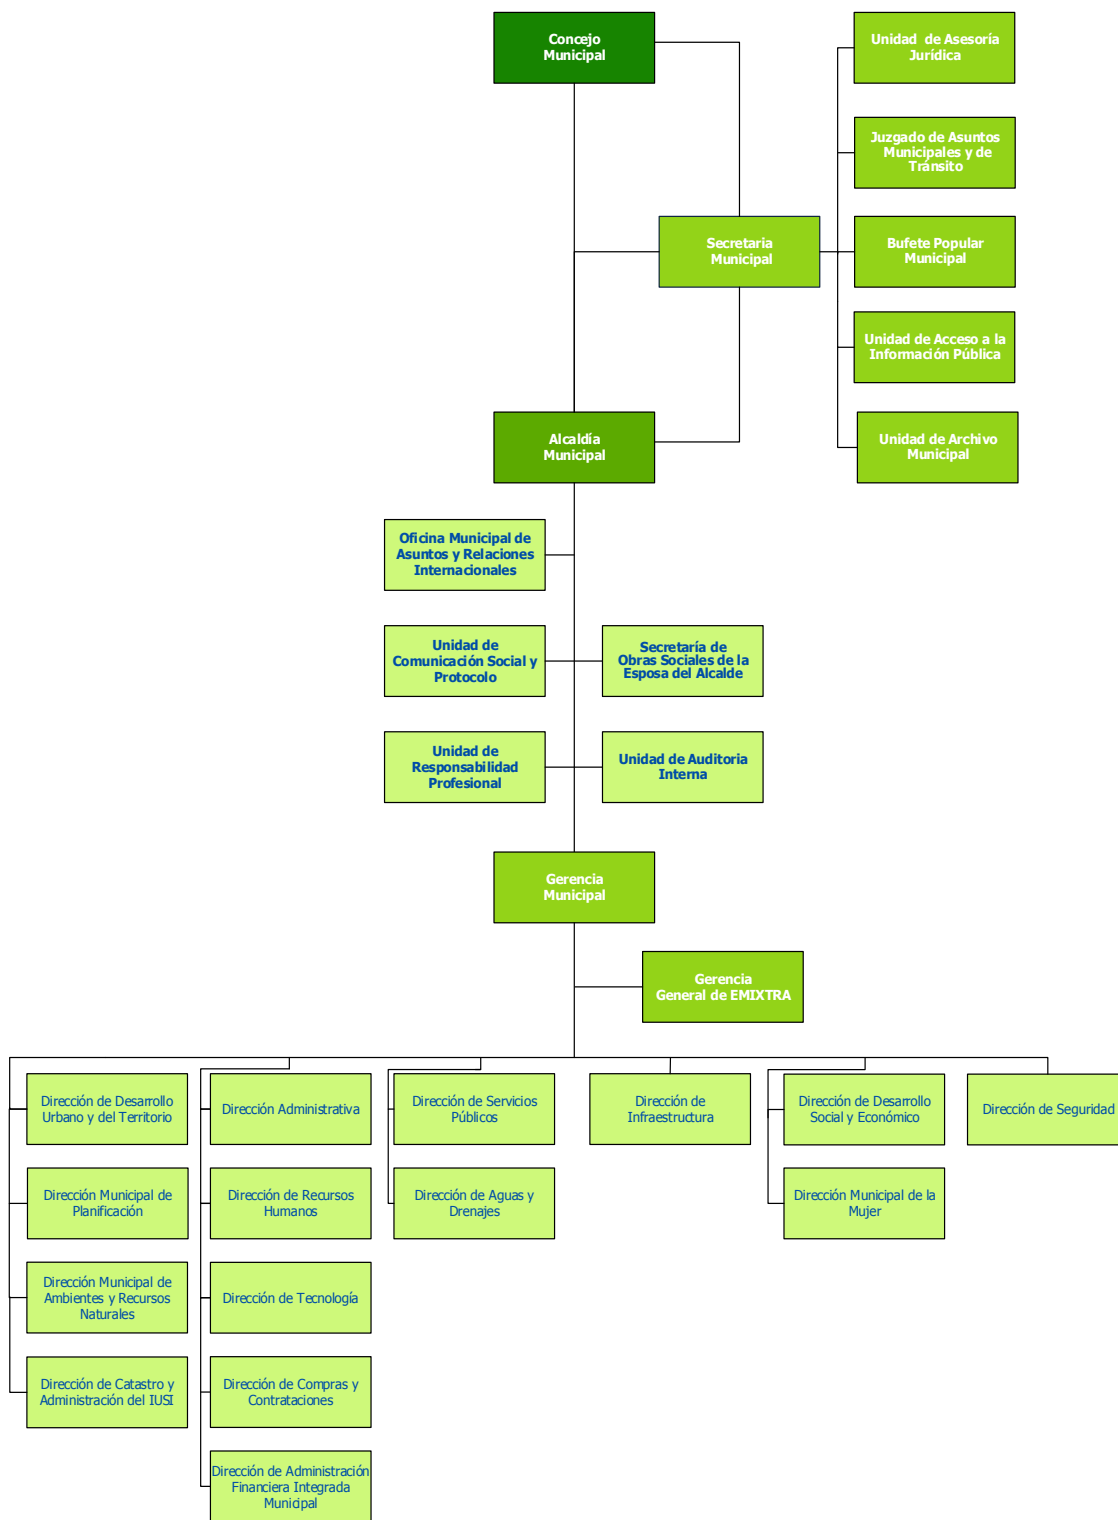 Concejo
Municipal
Unidad de Asesoría
Jurídica
Juzgado de Asuntos
Municipales y de
Tránsito
Secretaria
Municipal
Bufete Popular
Municipal
Unidad de Acceso a la
Información Pública
Alcaldía
Municipal
Unidad de Archivo
Municipal
Oficina Municipal de
Asuntos y Relaciones
Internacionales
Unidad de
Comunicación Social y
Protocolo
Secretaría de
Obras Sociales de la
Esposa del Alcalde
Unidad de
Responsabilidad
Profesional
Unidad de Auditoria
Interna
Gerencia
Municipal
Gerencia
General de EMIXTRA
Dirección de Desarrollo
Urbano y del Territorio
Dirección Administrativa
Dirección de Servicios
Públicos
Dirección de
Infraestructura
Dirección de Desarrollo
Social y Económico
Dirección de Seguridad
Dirección Municipal de
Planificación
Dirección de Recursos
Humanos
Dirección de Aguas y
Drenajes
Dirección Municipal de la
Mujer
Dirección Municipal de
Ambientes y Recursos
Naturales
Dirección de Tecnología
Dirección de Catastro y
Administración del IUSI
Dirección de Compras y
Contrataciones
Dirección de Administración
Financiera Integrada
Municipal